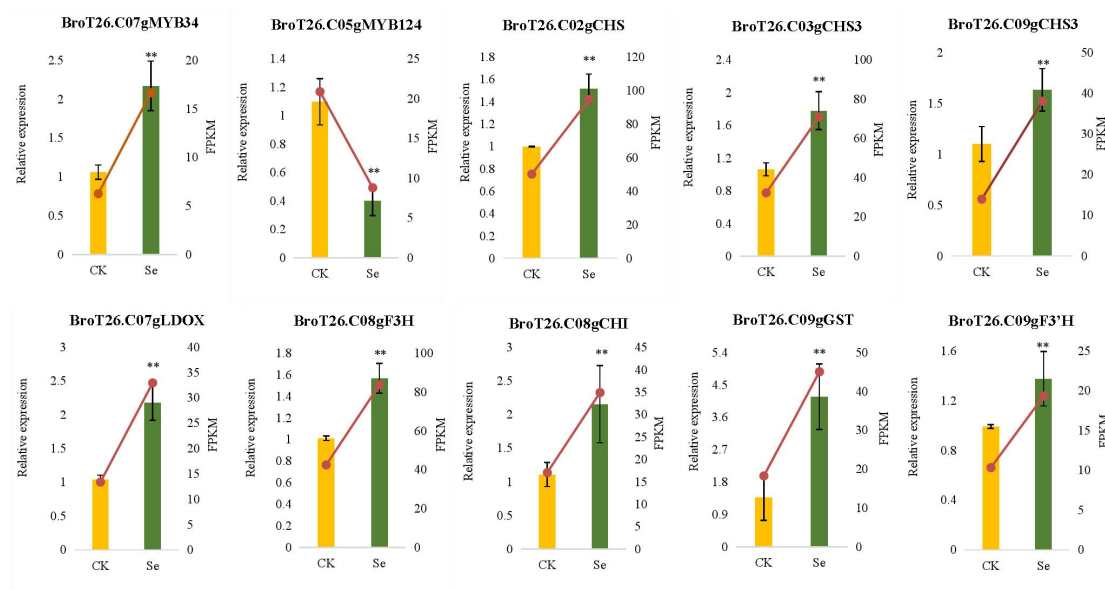 BroT26.C07gMYB34
BroT26.C05gMYB124
BroT26.C02gCHS
BroT26.C03gCHS3
BroT26.C09gCHS3
Relative expression
2.5
2
1.5
1
0.5
0
**
20
15
10
5
0
FPKM
CK
Se
Relative expression
1.4
1.2
1
0.8
0.6
0.4
0.2
0
**
25
20
15
10
5
0
FPKM
CK
Se
Relative expression
1.8
1.6
1.4
1.2
1
0.8
0.6
0.4
0.2
0
**
120
100
80
60
40
20
0
FPKM
CK
Se
Relative expression
2.4
2
1.6
1.2
0.8
0.4
0
**
100
80
60
40
20
0
FPKM
CK
Se
Relative expression
2
1.5
1
0.5
0
**
50
40
30
20
10
0
FPKM
CK
Se
BroT26.C07gLDOX
BroT26.C08gF3H
BroT26.C08gCHI
BroT26.C09gGST
BroT26.C09gF3’H
Relative expression
3
2.5
2
1.5
1
0.5
0
**
40
35
30
25
20
15
10
5
0
FPKM
CK
Se
Relative expression
1.8
1.6
1.4
1.2
1
0.8
0.6
0.4
0.2
0
**
100
80
60
40
20
0
FPKM
CK
Se
Relative expression
3
2.5
2
1.5
1
0.5
0
**
45
40
35
30
25
20
15
10
5
0
FPKM
CK
Se
Relative expression
5.4
4.5
3.6
2.7
1.8
0.9
0
**
50
40
30
20
10
0
FPKM
CK
Se
Relative expression
1.6
1.2
0.8
0.4
0
**
25
20
15
10
5
0
FPKM
CK
Se